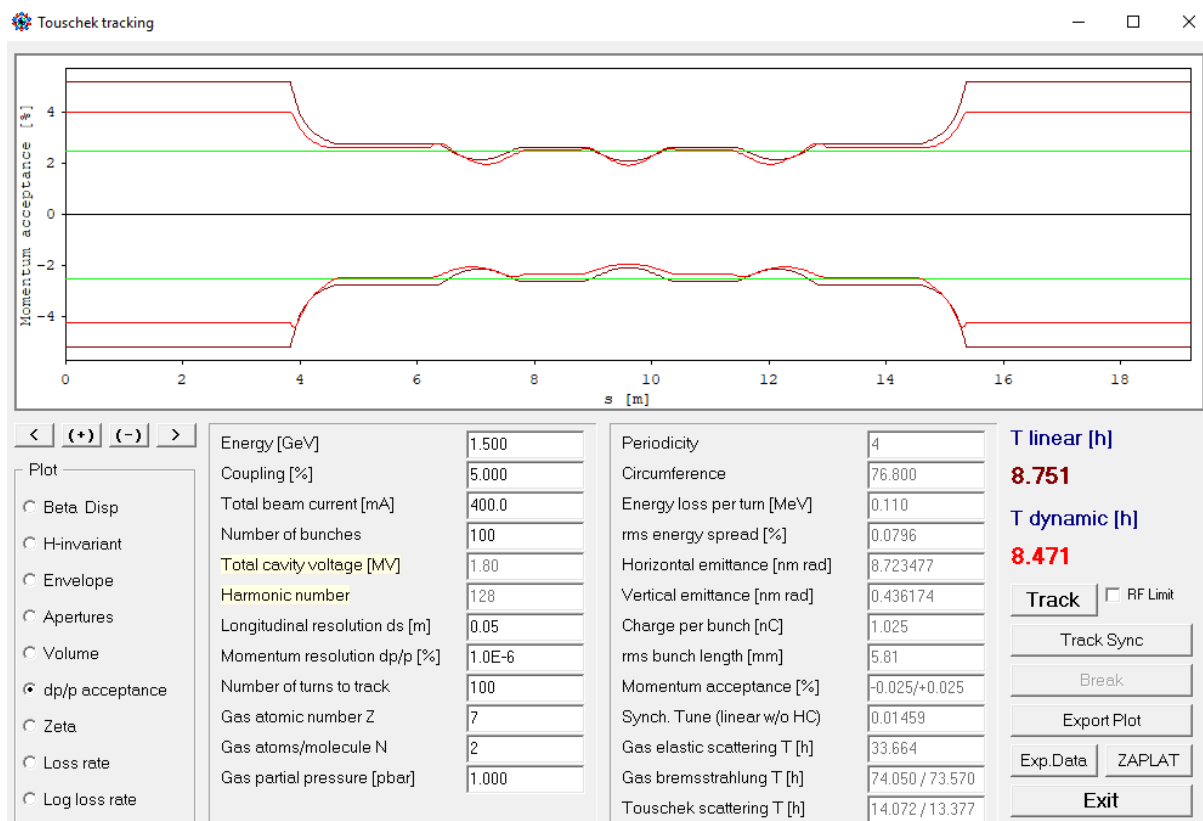 Touschek tracking
Momentum acceptance [%]
4
2
0
-2
-4
0 2 4 6 8 10 12 14 16 18
s [m]
< (+) (-) >
Plot
Beta Disp
H-invariant
Envelope
Apertures
Volume
dp/p acceptance
Zeta
Loss rate
Log loss rate
Energy [GeV] 1.500
Coupling [%] 5.000
Total beam current [mA] 400.0
Number of bunches 100
Total cavity voltage [MV] 1.80
Harmonic number 128
Longitudinal resolution ds [m] 0.05
Momentum resolution dp/p [%] 1.0E-6
Number of turns to track 100
Gas atomic number Z 7
Gas atoms/molecule N 2
Gas partial pressure [pbar] 1.000
Periodicity 4
Circumference 76.800
Energy loss per turn [MeV] 0.110
rms energy spread [%] 0.0796
Horizontal emittance [nm rad] 8.723477
Vertical emittance [nm rad] 0.436174
Charge per bunch [nC] 1.025
rms bunch length [mm] 5.81
Momentum acceptance [%] -0.025/+0.025
Synch. Tune (linear w/o HC) 0.01459
Gas elastic scattering T [h] 33.664
Gas bremsstrahlung T [h] 74.050 / 73.570
Touschek scattering T [h] 14.072 / 13.377
T linear [h]
8.751
T dynamic [h]
8.471
Track RF Limit
Track Sync
Break
Export Plot
Exp.Data ZAPLAT
Exit